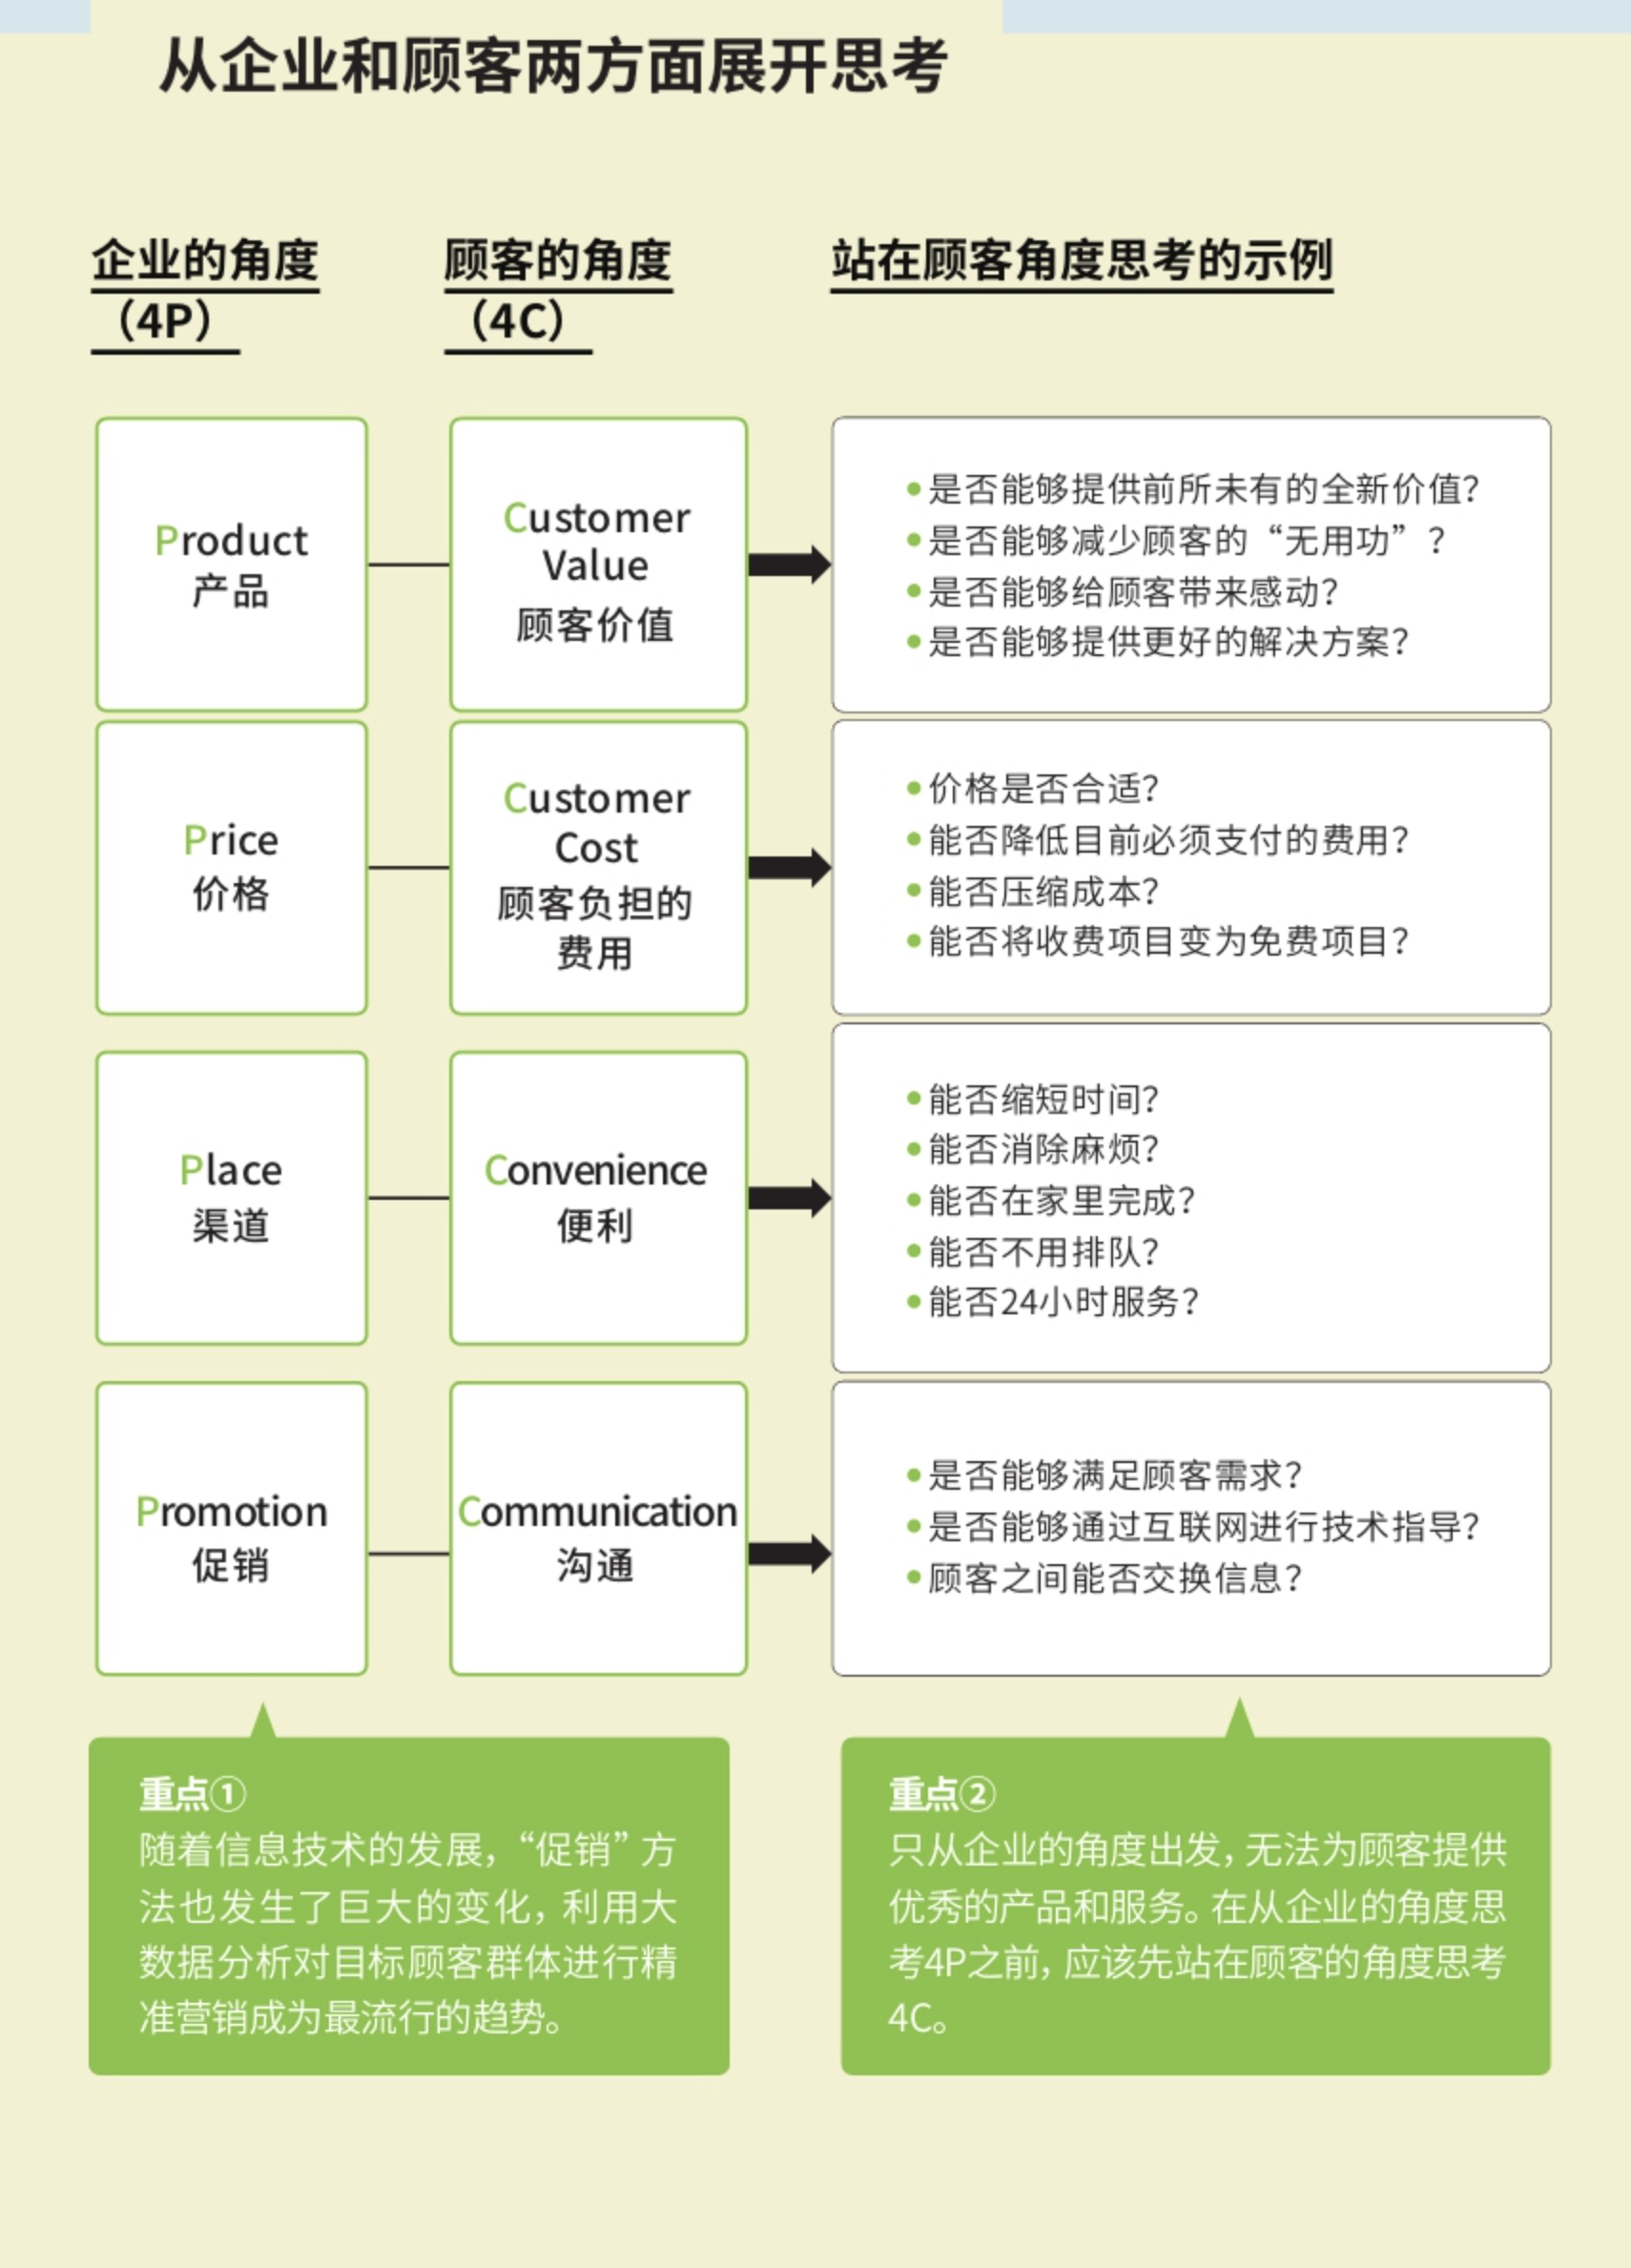 从企业和顾客两方面展开思考
企业的角度
（4P）
顾客的角度
（4C）
站在顾客角度思考的示例
Product
产品
Customer
Value
顾客价值
•是否能够提供前所未有的全新价值？
•是否能够减少顾客的“无用功”？
•是否能够给顾客带来感动？
•是否能够提供更好的解决方案？
Price
价格
Customer
Cost
顾客负担的
费用
•价格是否合适？
•能否降低目前必须支付的费用？
•能否压缩成本？
•能否将收费项目变为免费项目？
Place
渠道
Convenience
便利
•能否缩短时间？
•能否消除麻烦？
•能否在家里完成？
•能否不用排队？
•能否24小时服务？
Promotion
促销
Communication
沟通
•是否能够满足顾客需求？
•是否能够通过互联网进行技术指导？
•顾客之间能否交换信息？
重点①
随着信息技术的发展，“促销”方
法也发生了巨大的变化，利用大
数据分析对目标顾客群体进行精
准营销成为最流行的趋势。
重点②
只从企业的角度出发，无法为顾客提供
优秀的产品和服务。在从企业的角度思
考4P之前，应该先站在顾客的角度思考
4C。